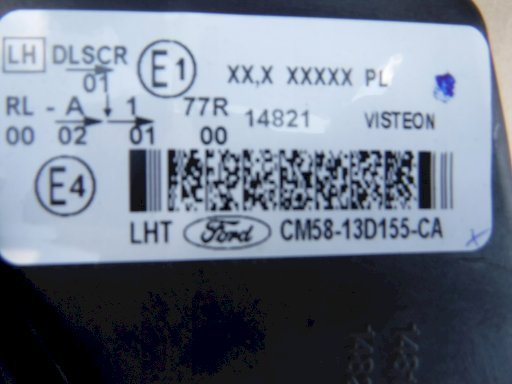 LH DLSCR E1 XX,X XXXXX PL
01
RL - A 1 77R 14821 VISTEON
00 02 01 00
E4
LHT Ford CM58-13D155-CA